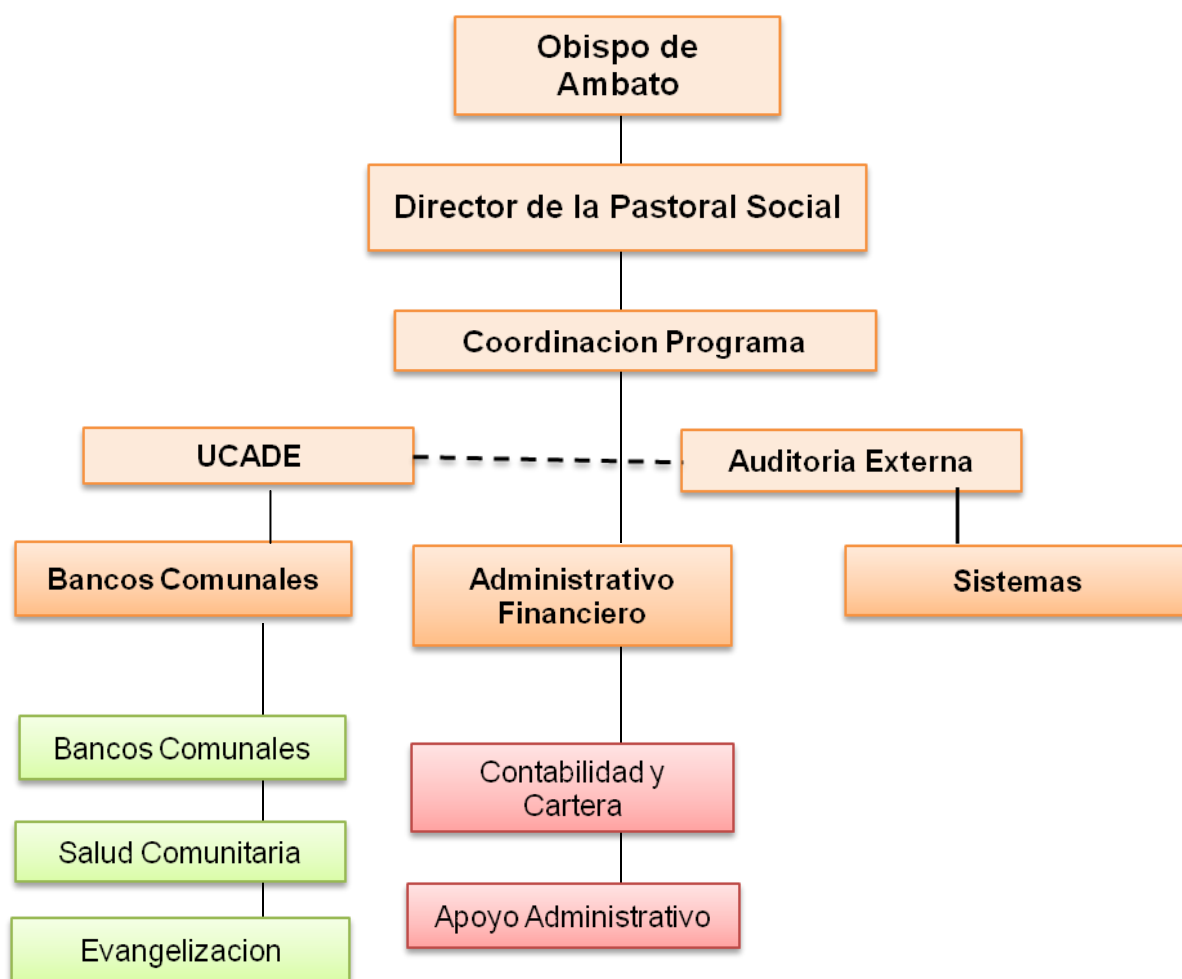 Obispo de
Ambato
Director de la Pastoral Social
Coordinacion Programa
UCADE
Auditoria Externa
Bancos Comunales
Administrativo
Financiero
Sistemas
Bancos Comunales
Contabilidad y
Cartera
Salud Comunitaria
Apoyo Administrativo
Evangelizacion